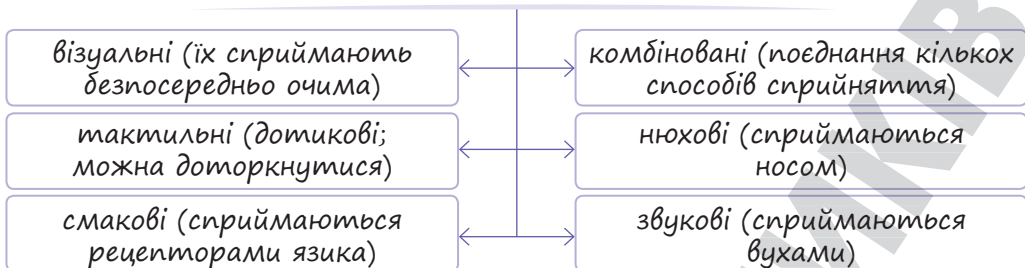 візуальні (їх сприймають
безпосередньо очима)
комбіновані (поєднання кількох
способів сприйняття)
тактильні (дотикові;
можна доторкнутися)
нюхові (сприймаються
носом)
смакові (сприймаються
рецепторами язика)
звукові (сприймаються
вухами)